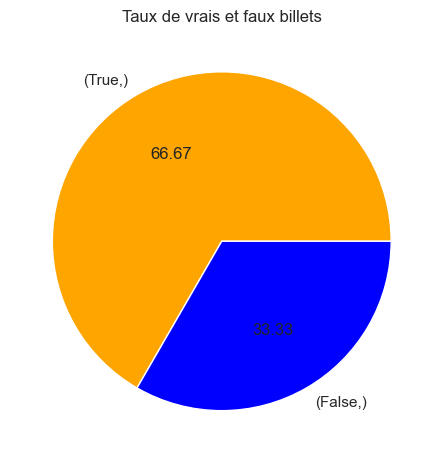 Taux de vrais et faux billets
(True,)
66.67
33.33
(False,)